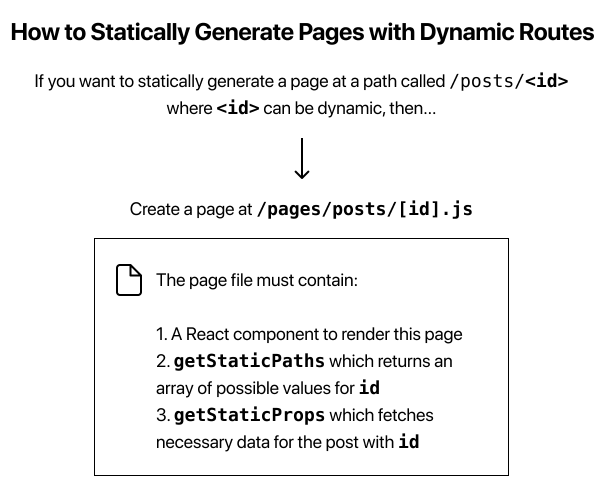 How to Statically Generate Pages with Dynamic Routes
If you want to statically generate a page at a path called /posts/<id>
where <id> can be dynamic, then...
Create a page at /pages/posts/[id].js
The page file must contain:
1. A React component to render this page
2. getStaticPaths which returns an
array of possible values for id
3. getStaticProps which fetches
necessary data for the post with id